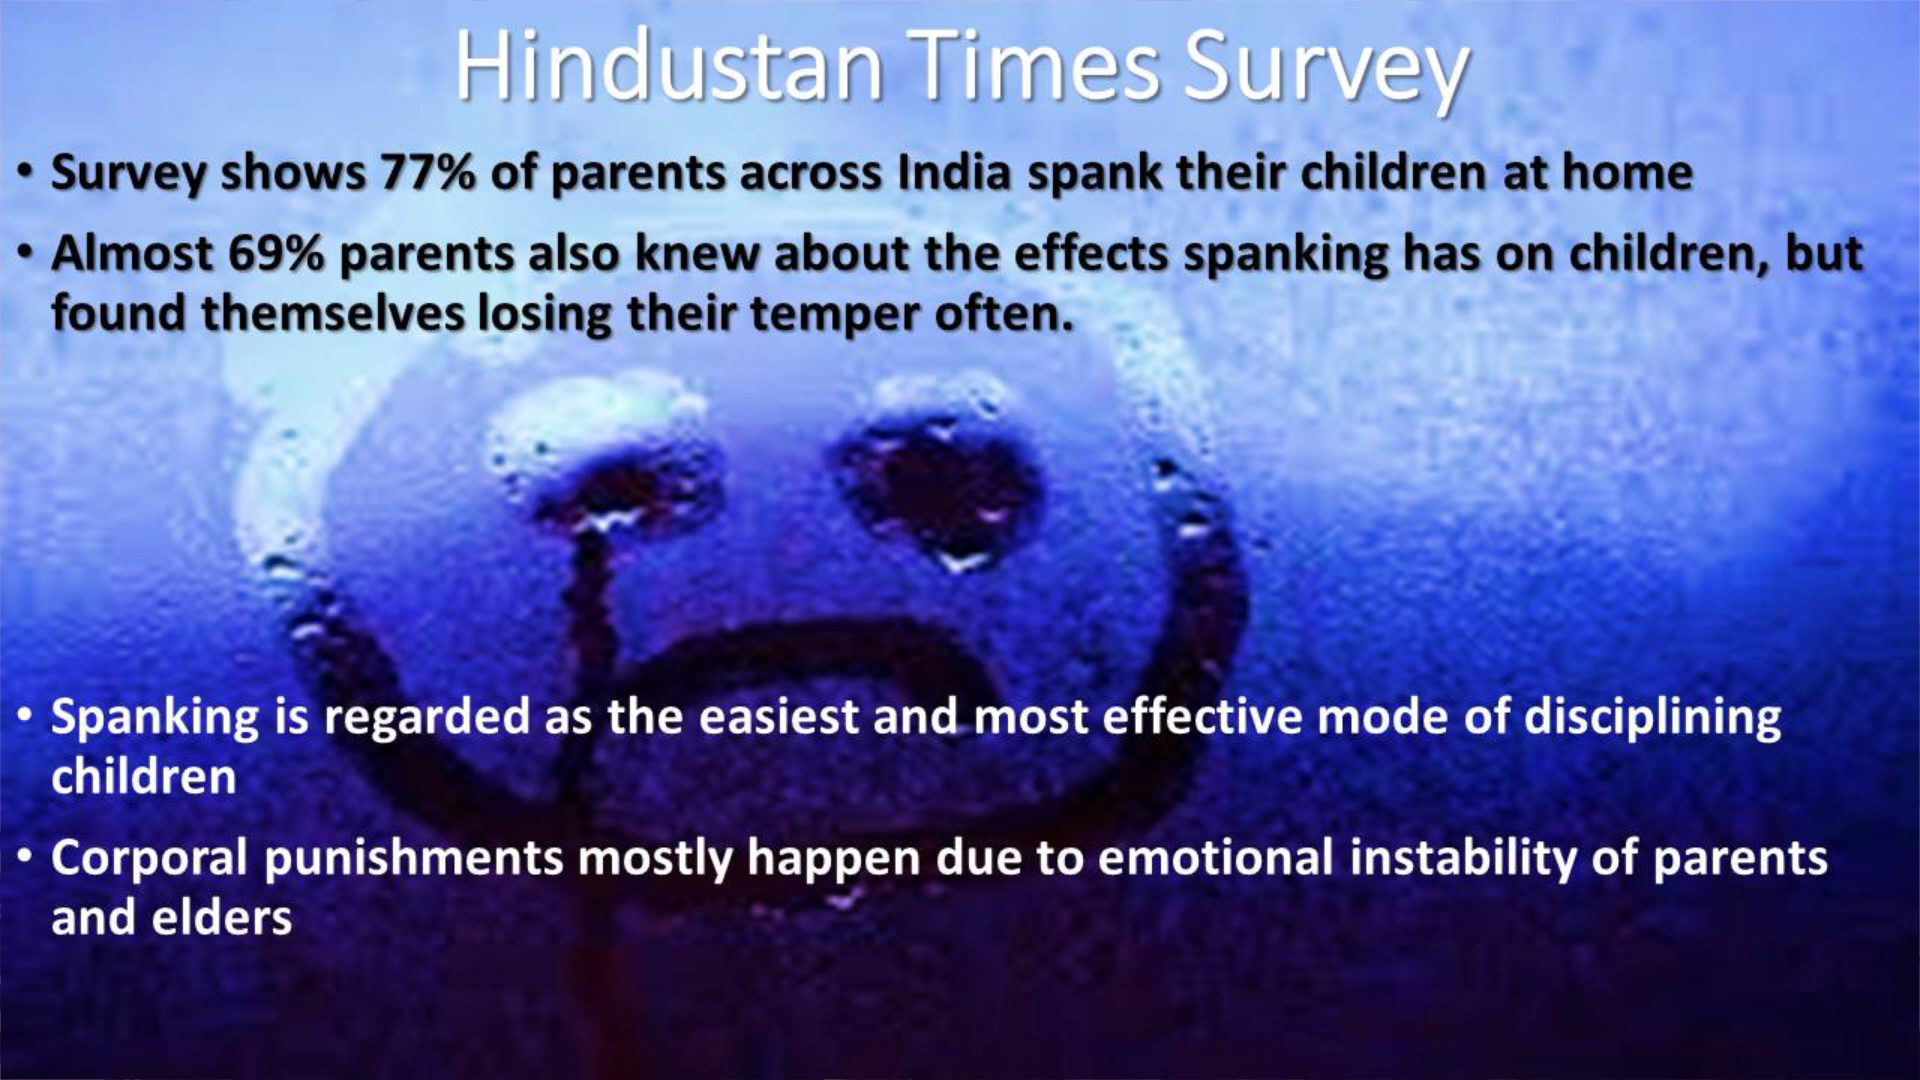 Hindustan Times Survey
• Survey shows 77% of parents across India spank their children at home
• Almost 69% parents also knew about the effects spanking has on children, but
found themselves losing their temper often.
• Spanking is regarded as the easiest and most effective mode of disciplining
children
• Corporal punishments mostly happen due to emotional instability of parents
and elders